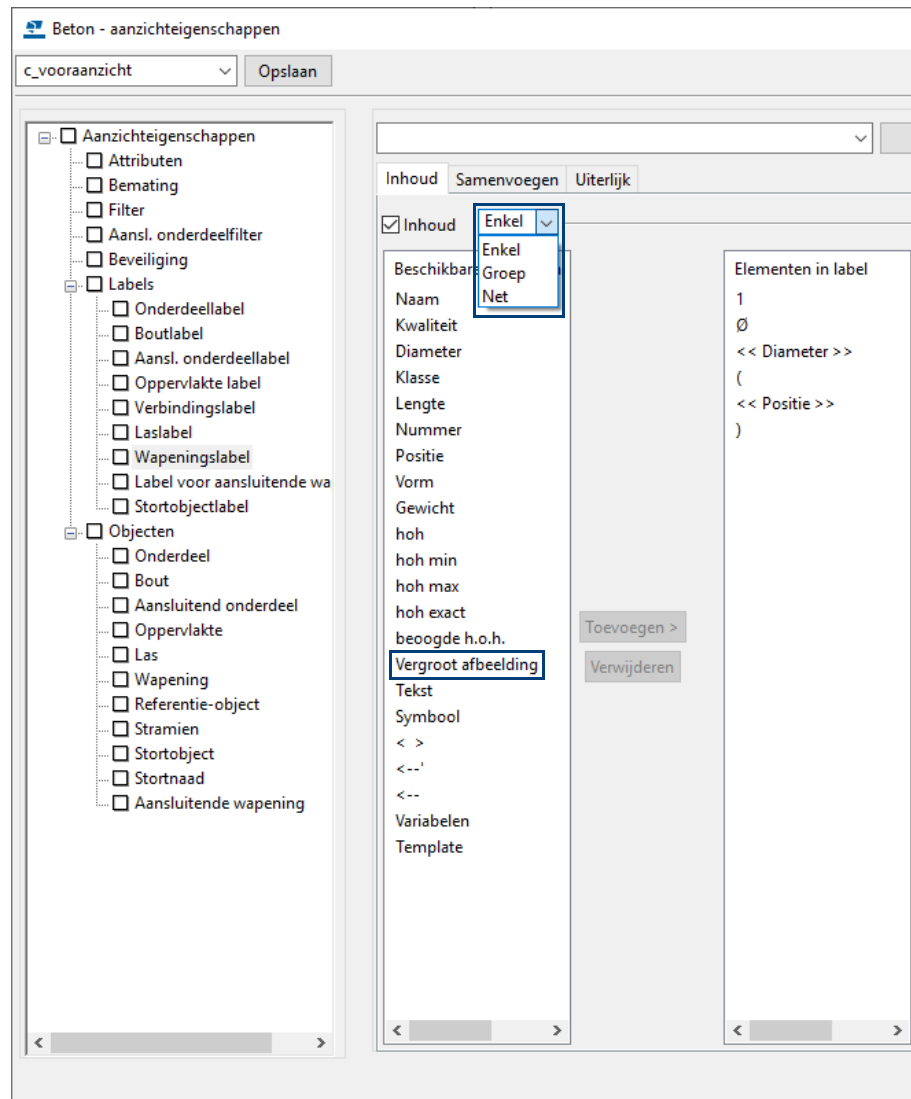 Beton - aanzichteigenschappen
c_vooraanzicht
Opslaan
Aanzichteigenschappen
Attributen
Bemating
Filter
Aansl. onderdeelfilter
Beveiliging
Labels
Onderdeellabel
Boutlabel
Aansl. onderdeellabel
Oppervlakte label
Verbindingslabel
Laslabel
Wapeningslabel
Label voor aansluitende wa
Stortobjectlabel
Objecten
Onderdeel
Bout
Aansluitend onderdeel
Oppervlakte
Las
Wapening
Referentie-object
Stramien
Stortobject
Stortnaad
Aansluitende wapening
Inhoud Samenvoegen Uiterlijk
Inhoud
Enkel
Enkel
Groep
Net
Beschikbare
Naam
Kwaliteit
Diameter
Klasse
Lengte
Nummer
Positie
Vorm
Gewicht
hoh
hoh min
hoh max
hoh exact
beoogde h.o.h.
Vergroot afbeelding
Tekst
Symbool
< >
<--'
<--
Variabelen
Template
Toevoegen >
Verwijderen
Elementen in label
1
Ø
<< Diameter >>
(
<< Positie >>
)